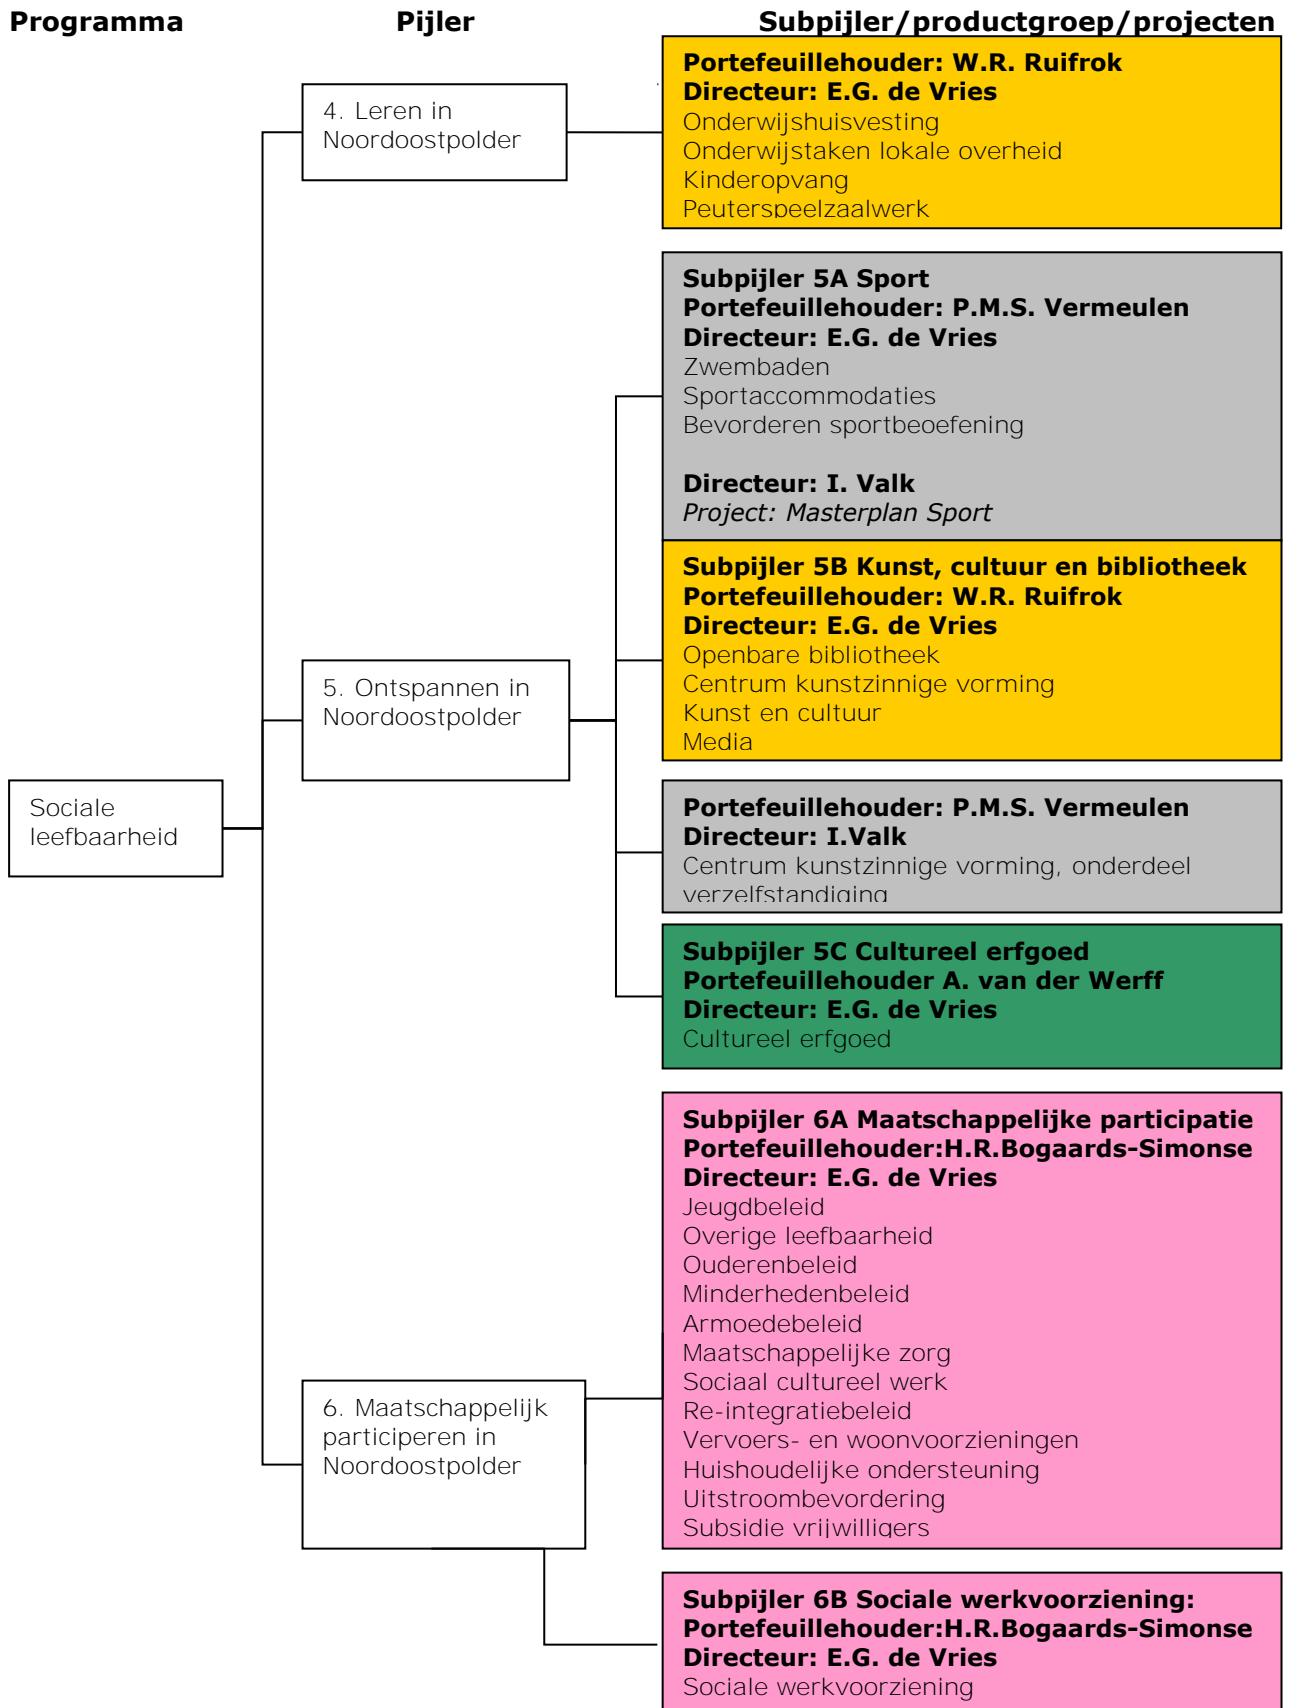 Programma Pijler Subpijler/productgroep/projecten
Portefeuillehouder: W.R. Ruifrok
Directeur: E.G. de Vries
Onderwijshuisvesting
Onderwijstaken lokale overheid
Kinderopvang
Peuterspeelzaalwerk
4. Leren in
Noordoostpolder
Subpijler 5A Sport
Portefeuillehouder: P.M.S. Vermeulen
Directeur: E.G. de Vries
Zwembaden
Sportaccommodaties
Bevorderen sportbeoefening
Directeur: I. Valk
Project: Masterplan Sport
Subpijler 5B Kunst, cultuur en bibliotheek
Portefeuillehouder: W.R. Ruifrok
Directeur: E.G. de Vries
Openbare bibliotheek
Centrum kunstzinnige vorming
Kunst en cultuur
Media
5. Ontspannen in
Noordoostpolder
Sociale
leefbaarheid
Portefeuillehouder: P.M.S. Vermeulen
Directeur: I.Valk
Centrum kunstzinnige vorming, onderdeel
verzelfstandiging
Subpijler 5C Cultureel erfgoed
Portefeuillehouder A. van der Werff
Directeur: E.G. de Vries
Cultureel erfgoed
Subpijler 6A Maatschappelijke participatie
Portefeuillehouder:H.R.Bogaards-Simonse
Directeur: E.G. de Vries
Jeugdbeleid
Overige leefbaarheid
Ouderenbeleid
Minderhedenbeleid
Armoedebeleid
Maatschappelijke zorg
Sociaal cultureel werk
Re-integratiebeleid
Vervoers- en woonvoorzieningen
Huishoudelijke ondersteuning
Uitstroombevordering
Subsidie vrijwilligers
6. Maatschappelijk
participeren in
Noordoostpolder
Subpijler 6B Sociale werkvoorziening:
Portefeuillehouder:H.R.Bogaards-Simonse
Directeur: E.G. de Vries
Sociale werkvoorziening